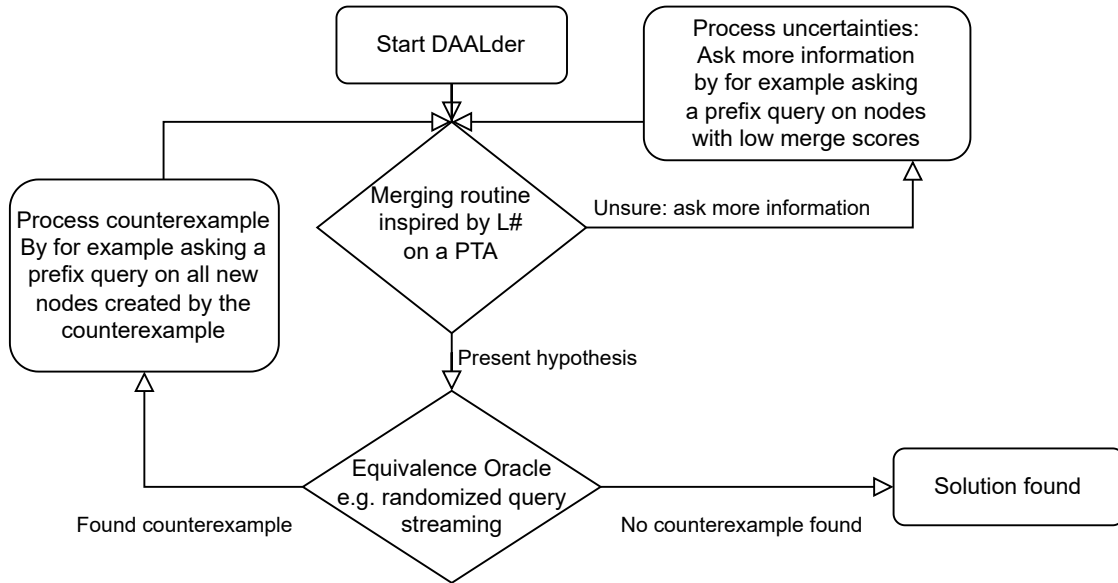 Start DAALder
Process uncertainties:
Ask more information
by for example asking
a prefix query on nodes
with low merge scores
Merging routine
inspired by L#
on a PTA
Unsure: ask more information
Process counterexample
By for example asking a
prefix query on all new
nodes created by the
counterexample
Present hypothesis
Equivalence Oracle
e.g. randomized query
streaming
Found counterexample
No counterexample found
Solution found